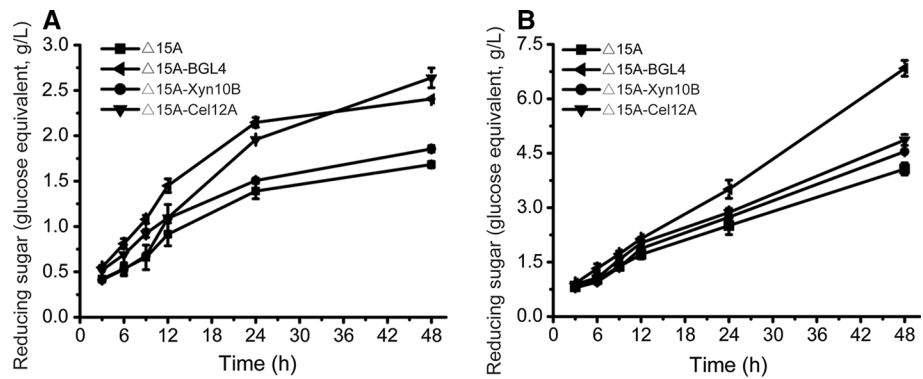 A
Reducing sugar (glucose equivalent, g/L)
3.0
2.5
2.0
1.5
1.0
0.5
0.0
△15A
△15A-BGL4
△15A-Xyn10B
△15A-Cel12A
0 6 12 18 24 30 36 42 48
Time (h)
B
Reducing sugar (glucose equivalent, g/L)
7.5
6.0
4.5
3.0
1.5
0.0
△15A
△15A-BGL4
△15A-Xyn10B
△15A-Cel12A
0 6 12 18 24 30 36 42 48
Time (h)